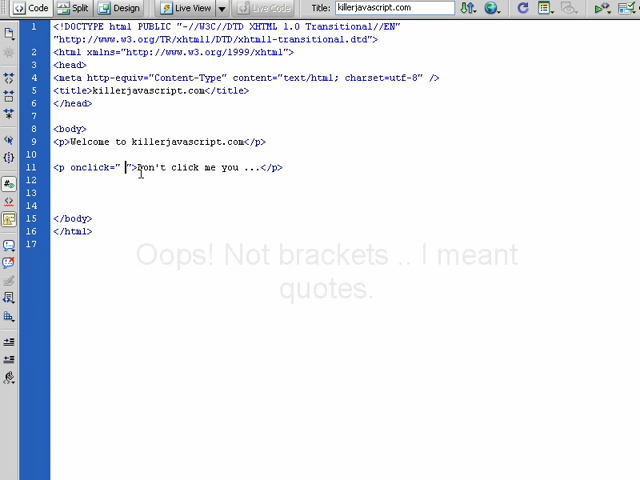 Code Split Design Live View Live Code Title: killerjavascript.com
1 <!DOCTYPE html PUBLIC "-//W3C//DTD XHTML 1.0 Transitional//EN"
"http://www.w3.org/TR/xhtml1/DTD/xhtml1-transitional.dtd">
2 <html xmlns="http://www.w3.org/1999/xhtml">
3 <head>
4 <meta http-equiv="Content-Type" content="text/html; charset=utf-8" />
5 <title>killerjavascript.com</title>
6 </head>
7
8 <body>
9 <p>Welcome to killerjavascript.com</p>
10
11 <p onclick=" ">Don't click me you ...</p>
12
13
14
15 </body>
16 </html>
17
Oops! Not brackets .. I meant
quotes.